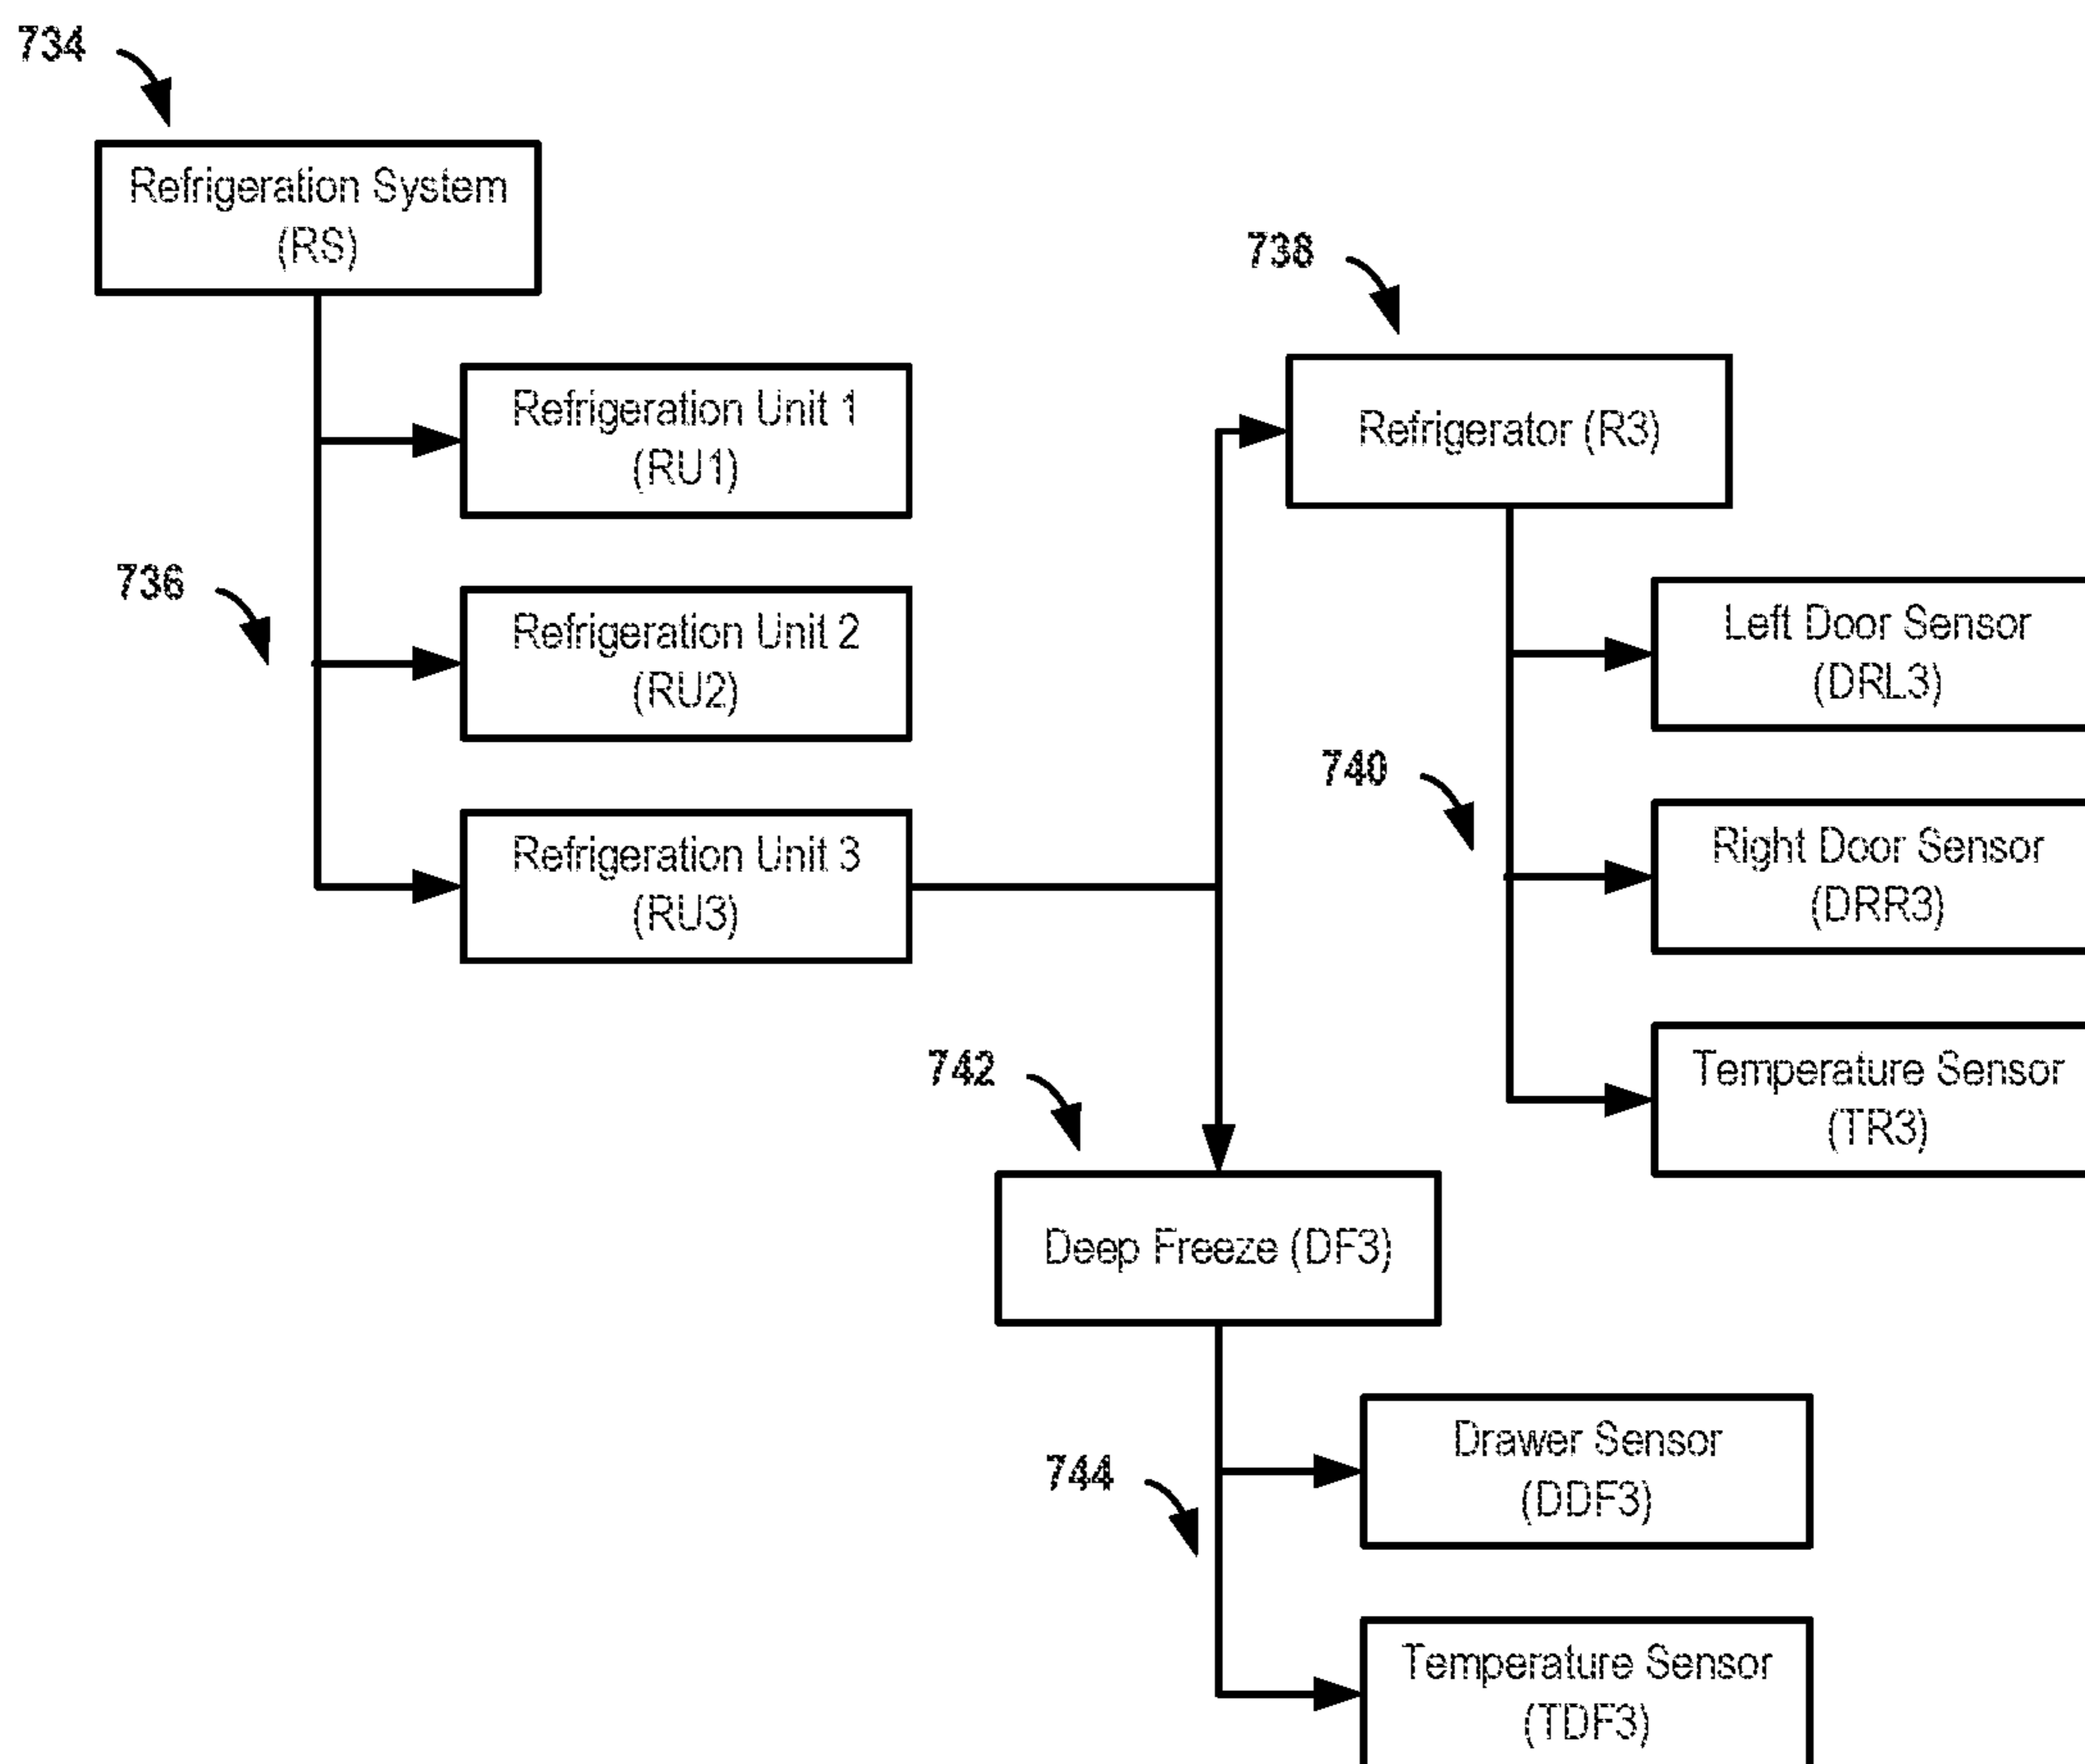 734
Refrigeration System
(RS)
738
Refrigeration Unit 1
(RU1)
Refrigerator (R3)
736
Refrigeration Unit 2
(RU2)
Left Door Sensor
(DRL3)
740
Refrigeration Unit 3
(RU3)
Right Door Sensor
(DRR3)
742
Temperature Sensor
(TR3)
Deep Freeze (DF3)
744
Drawer Sensor
(DDF3)
Temperature Sensor
(TDF3)